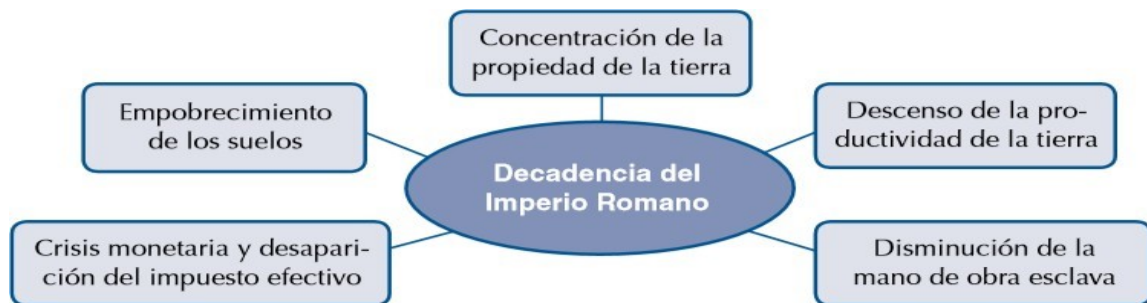 Concentración de la
propiedad de la tierra
Empobrecimiento
de los suelos
Descenso de la pro-
ductividad de la tierra
Decadencia del
Imperio Romano
Crisis monetaria y desapari-
ción del impuesto efectivo
Disminución de la
mano de obra esclava